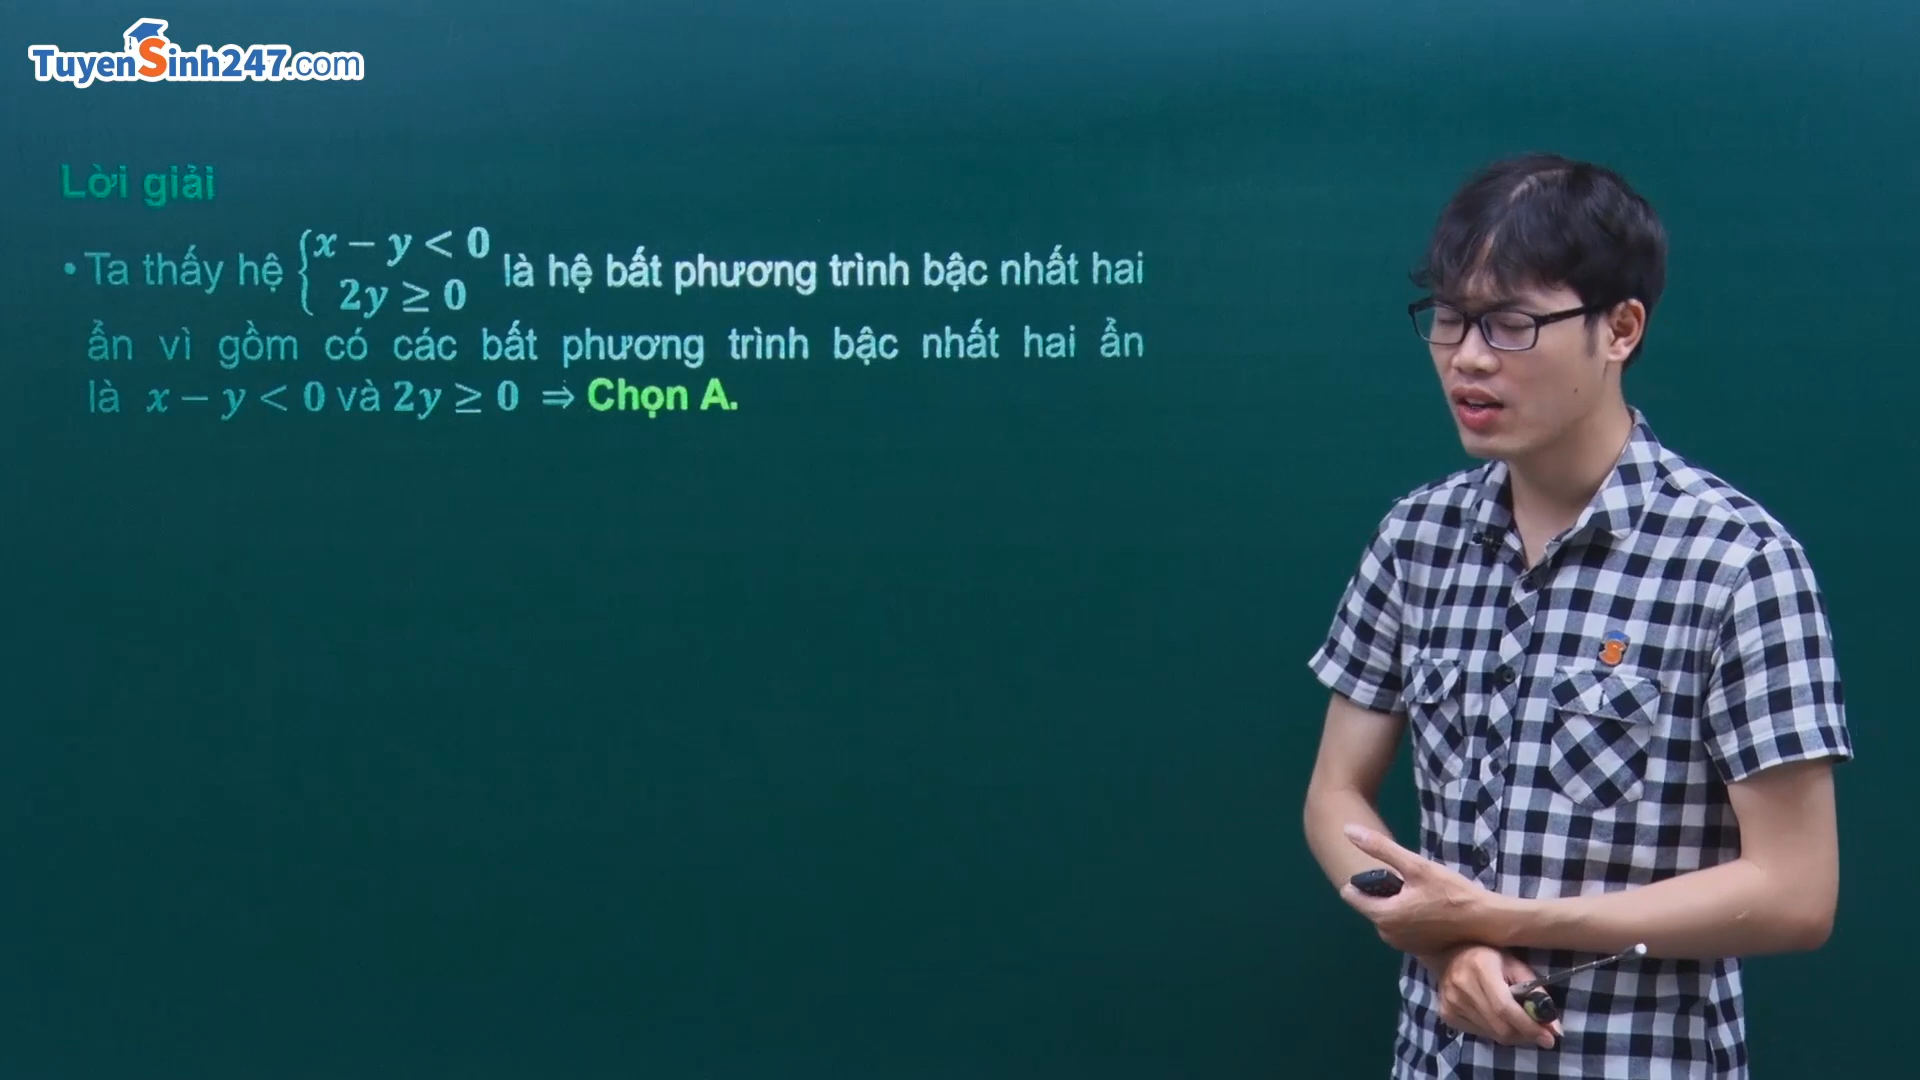 TuyenSinh247.com
Lời giải
• Ta thấy hệ {x − y < 0
2y ≥ 0 là hệ bất phương trình bậc nhất hai
ẩn vì gồm có các bất phương trình bậc nhất hai ẩn
là x − y < 0 và 2y ≥ 0 ⇒ Chọn A.